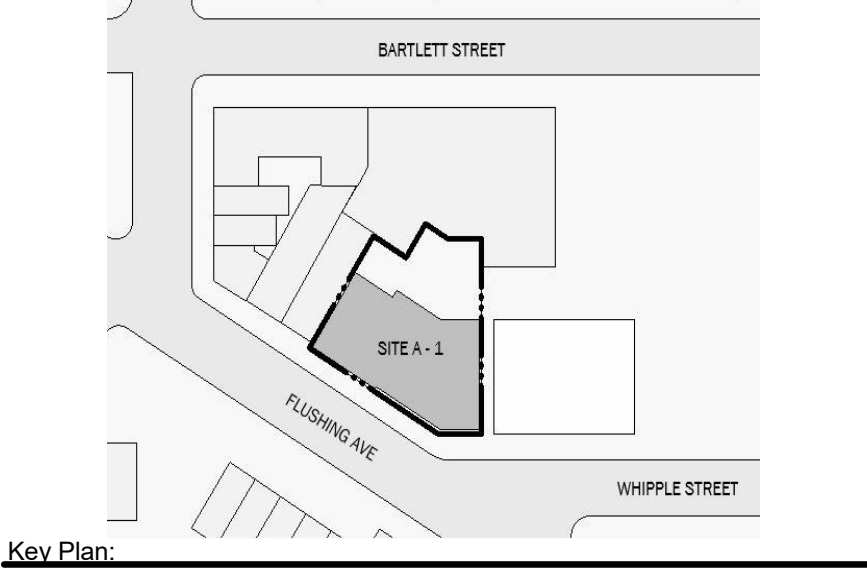 BARTLETT STREET
SITE A - 1
FLUSHING AVE
WHIPPLE STREET
Key Plan: